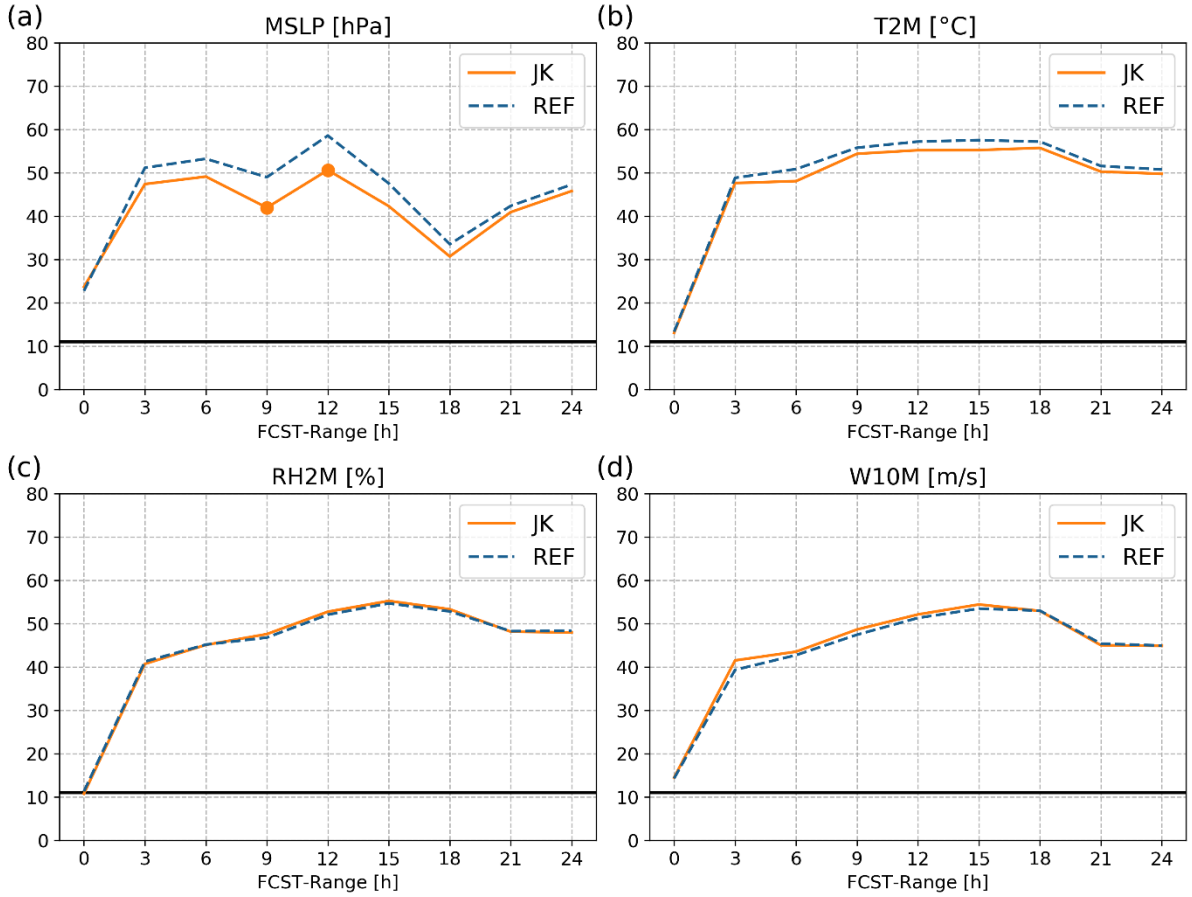 (a) MSLP [hPa]
80
70
60
50
40
30
20
10
0
JK
REF
0 3 6 9 12 15 18 21 24
FCST-Range [h]
(b) T2M [°C]
80
70
60
50
40
30
20
10
0
JK
REF
0 3 6 9 12 15 18 21 24
FCST-Range [h]
(c) RH2M [%]
80
70
60
50
40
30
20
10
0
JK
REF
0 3 6 9 12 15 18 21 24
FCST-Range [h]
(d) W10M [m/s]
80
70
60
50
40
30
20
10
0
JK
REF
0 3 6 9 12 15 18 21 24
FCST-Range [h]